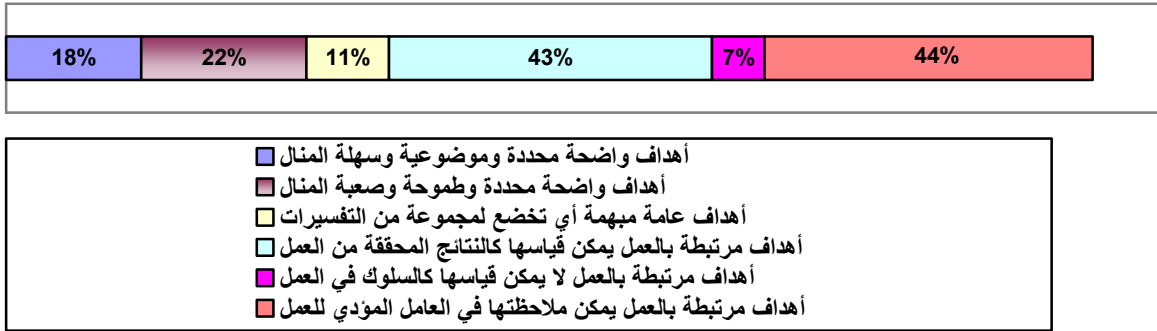 18% 22% 11% 43% 7% 44%
أهداف واضحة محددة وموضوعية وسهلة المنال
أهداف واضحة محددة وطموحة وصعبة المنال
أهداف عامة مبهمة أي تخضع لمجموعة من التفسيرات
أهداف مرتبطة بالعمل يمكن قياسها كالنتائج المحققة من العمل
أهداف مرتبطة بالعمل لا يمكن قياسها كالسلوك في العمل
أهداف مرتبطة بالعمل يمكن ملاحظتها في العامل المؤدي للعمل